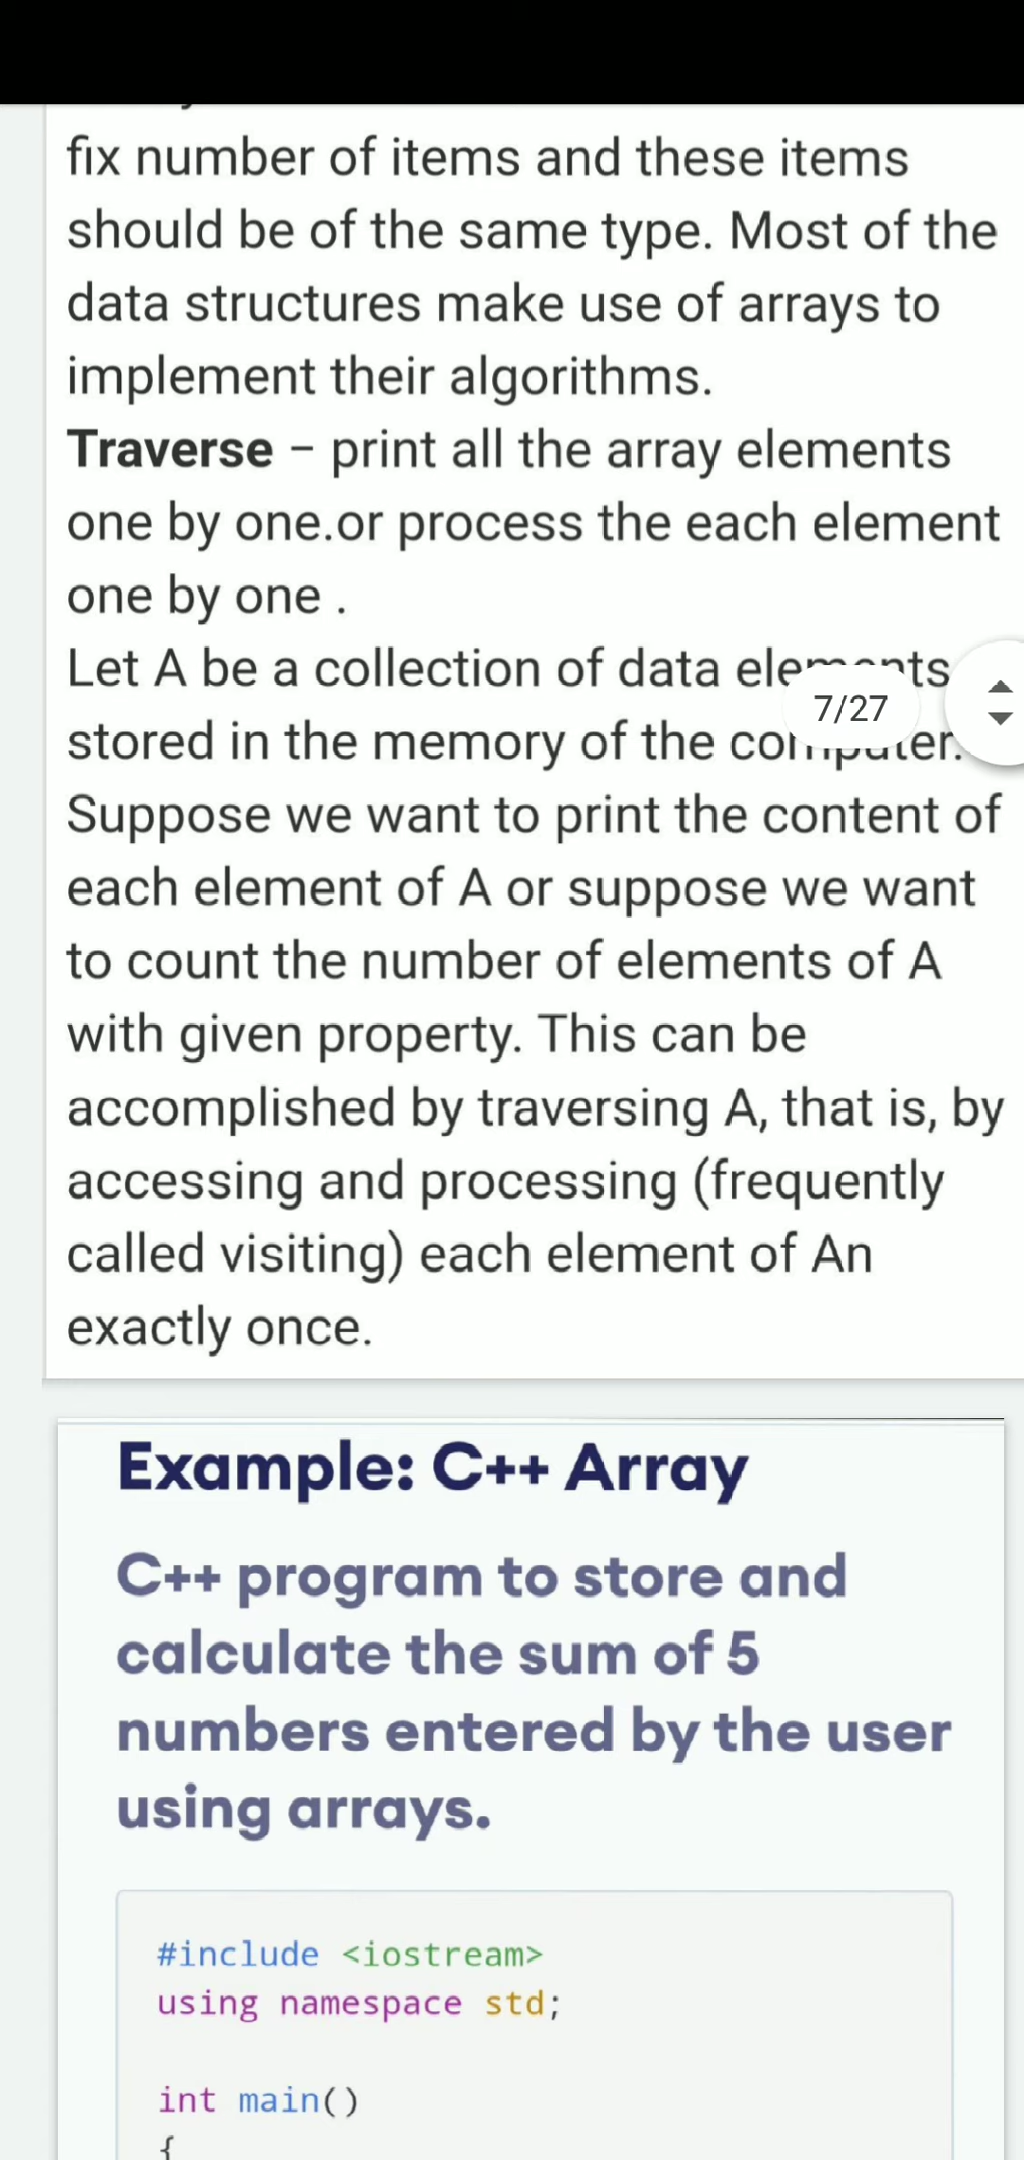 fix number of items and these items
should be of the same type. Most of the
data structures make use of arrays to
implement their algorithms.
Traverse – print all the array elements
one by one.or process the each element
one by one .
Let A be a collection of data elements
7/27
stored in the memory of the computer.
Suppose we want to print the content of
each element of A or suppose we want
to count the number of elements of A
with given property. This can be
accomplished by traversing A, that is, by
accessing and processing (frequently
called visiting) each element of An
exactly once.
Example: C++ Array
C++ program to store and
calculate the sum of 5
numbers entered by the user
using arrays.
#include <iostream>
using namespace std;
int main()
{